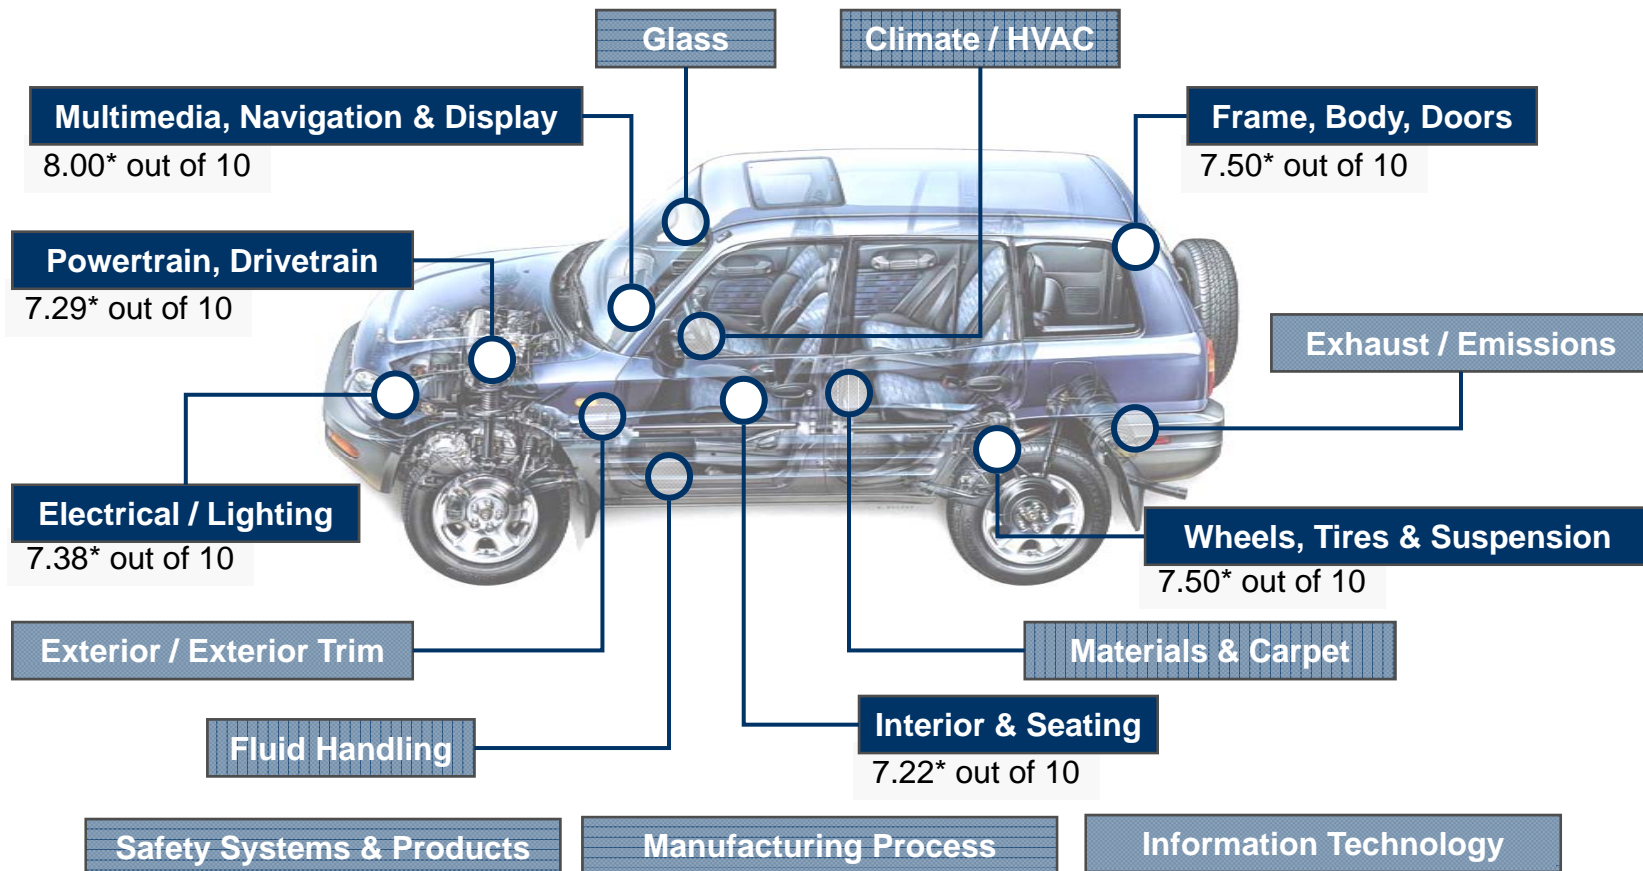 Glass
Climate / HVAC
Multimedia, Navigation & Display
8.00* out of 10
Frame, Body, Doors
7.50* out of 10
Powertrain, Drivetrain
7.29* out of 10
Exhaust / Emissions
Electrical / Lighting
7.38* out of 10
Wheels, Tires & Suspension
7.50* out of 10
Exterior / Exterior Trim
Materials & Carpet
Fluid Handling
Interior & Seating
7.22* out of 10
Safety Systems & Products
Manufacturing Process
Information Technology